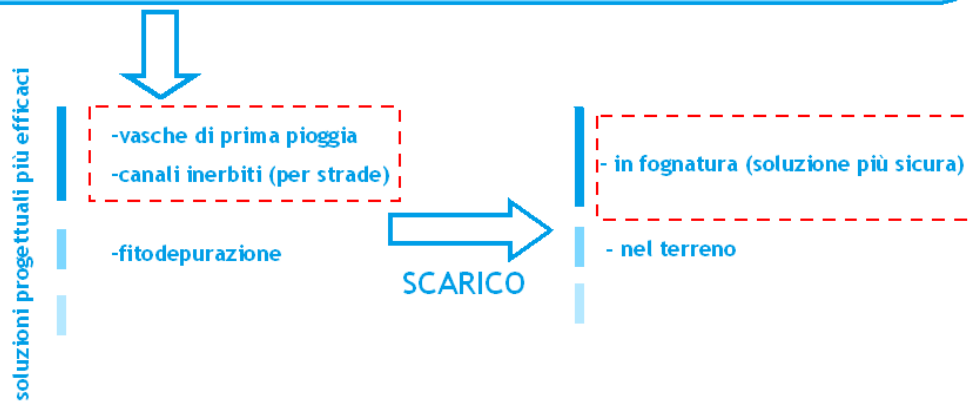 soluzioni progettuali più efficaci
-vasche di prima pioggia
-canali inerbiti (per strade)
-fitodepurazione
SCARICO
- in fognatura (soluzione più sicura)
- nel terreno